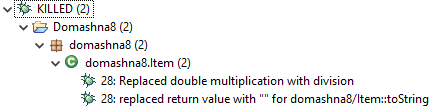 KILLED (2)
Domashna8 (2)
domashna8 (2)
domashna8.Item (2)
28: Replaced double multiplication with division
28: replaced return value with "" for domashna8/Item::toString